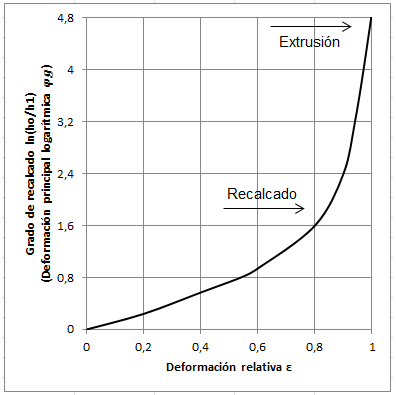 4,8
4
3,2
2,4
1,6
0,8
0
Grado de recalcado ln(ho/h1)
(Deformación principal logarítmica φg)
Extrusión
Recalcado
0
0,2
0,4
0,6
0,8
1
Deformación relativa ε